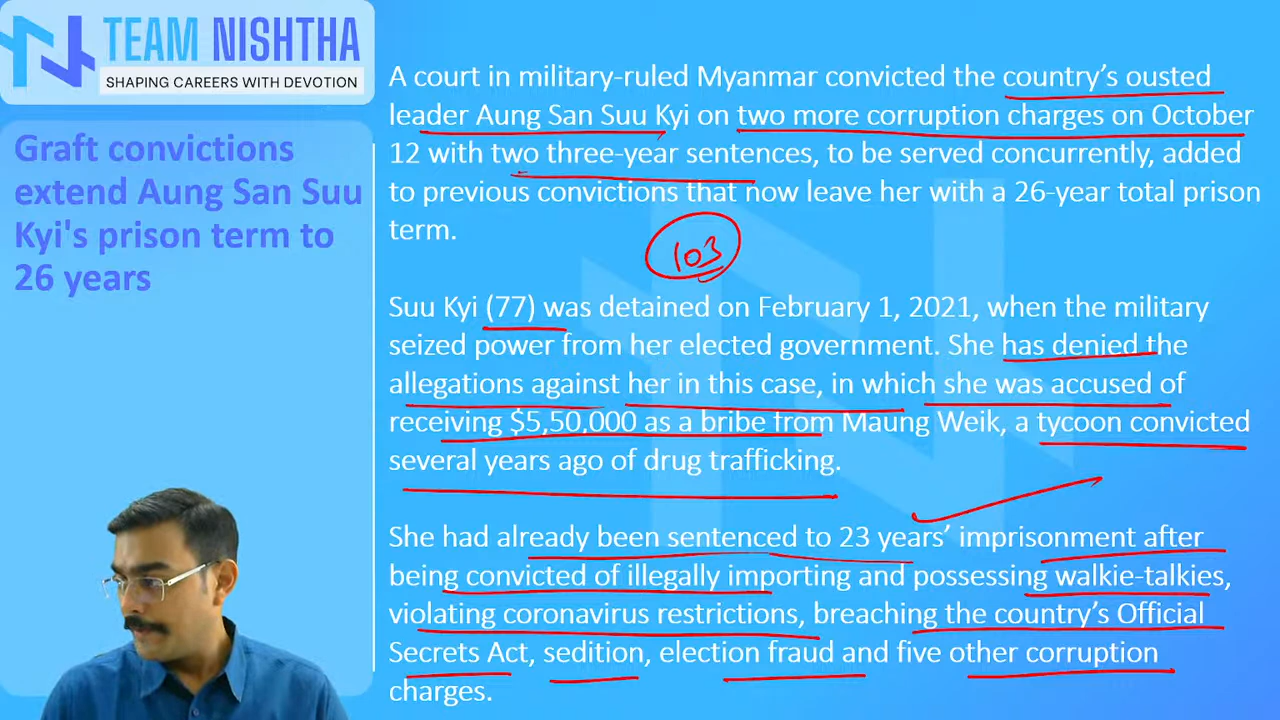 TEAM NISHTHA
SHAPING CAREERS WITH DEVOTION
Graft convictions
extend Aung San Suu
Kyi's prison term to
26 years
A court in military-ruled Myanmar convicted the country's ousted
leader Aung San Suu Kyi on two more corruption charges on October
12 with two three-year sentences, to be served concurrently, added
to previous convictions that now leave her with a 26-year total prison
term.
103
Suu Kyi (77) was detained on February 1, 2021, when the military
seized power from her elected government. She has denied the
allegations against her in this case, in which she was accused of
receiving $5,50,000 as a bribe from Maung Weik, a tycoon convicted
several years ago of drug trafficking.
She had already been sentenced to 23 years' imprisonment after
being convicted of illegally importing and possessing walkie-talkies,
violating coronavirus restrictions, breaching the country's Official
Secrets Act, sedition, election fraud and five other corruption
charges.